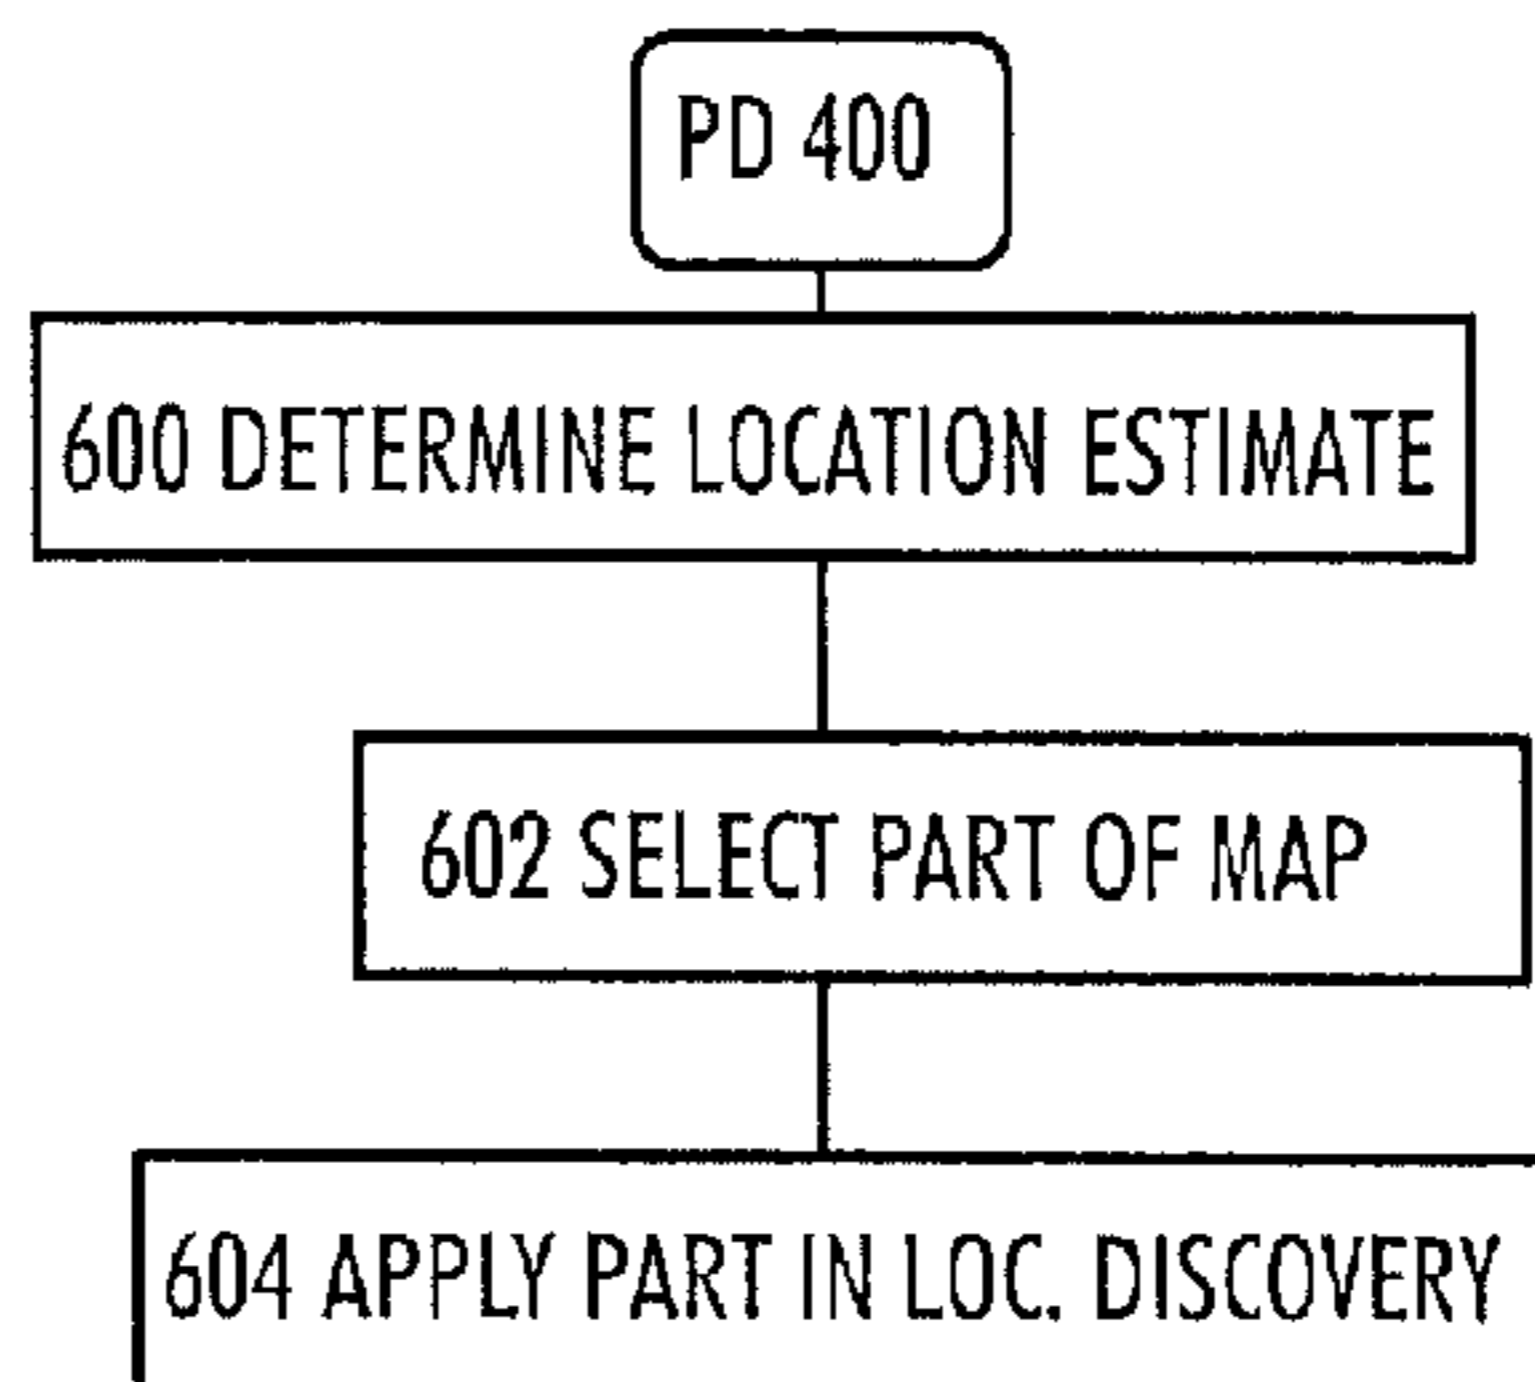 PD 400
600 DETERMINE LOCATION ESTIMATE
602 SELECT PART OF MAP
604 APPLY PART IN LOC. DISCOVERY